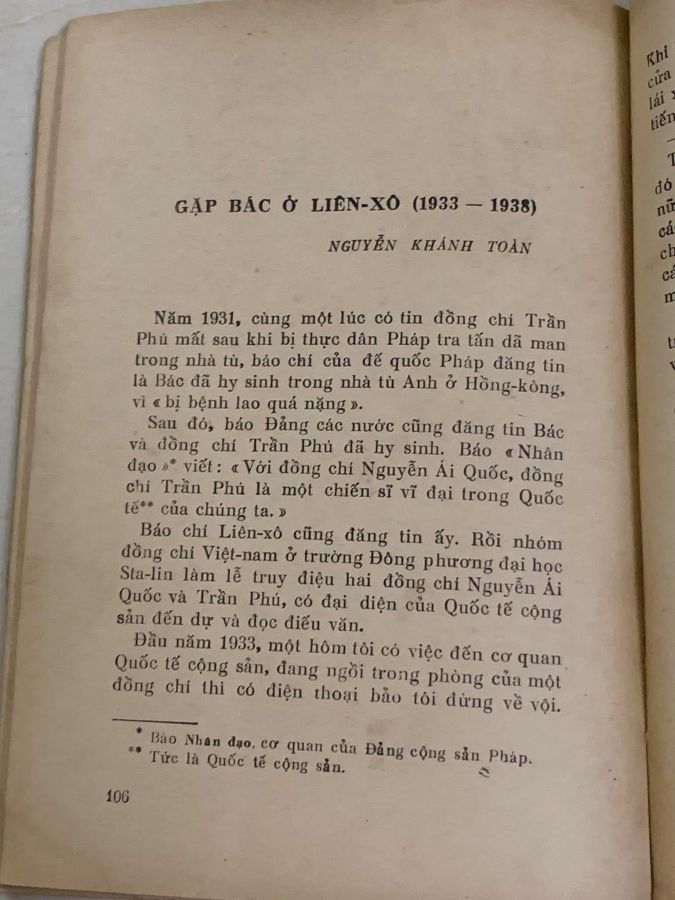 GẶP BÁC Ở LIÊN-XÔ (1933 — 1938)
NGUYỄN KHÁNH TOÀN
Năm 1931, cùng một lúc có tin đồng chí Trần
Phú mất sau khi bị thực dân Pháp tra tấn dã man
trong nhà tù, báo chí của đế quốc Pháp đăng tin
là Bác đã hy sinh trong nhà tù Anh ở Hồng-kông,
vì « bị bệnh lao quá nặng ».
Sau đó, báo Đảng các nước cũng đăng tin Bác
và đồng chí Trần Phú đã hy sinh. Báo « Nhân
đạo »* viết : « Với đồng chí Nguyễn Ái Quốc, đồng
chí Trần Phú là một chiến sĩ vĩ đại trong Quốc
tế** của chúng ta. »
Báo chí Liên-xô cũng đăng tin ấy. Rồi nhóm
đồng chí Việt-nam ở trường Đông phương đại học
Sta-lin làm lễ truy điệu hai đồng chí Nguyễn Ái
Quốc và Trần Phú, có đại diện của Quốc tế cộng
sản đến dự và đọc điếu văn.
Đầu năm 1933, một hôm tôi có việc đến cơ quan
Quốc tế cộng sản, đang ngồi trong phòng của một
đồng chí thì có điện thoại bảo tôi đừng về vội.
* Báo Nhân đạo, cơ quan của Đảng cộng sản Pháp.
** Tức là Quốc tế cộng sản.
106
Khi
cửa
lái
tiến
—
đó
cá